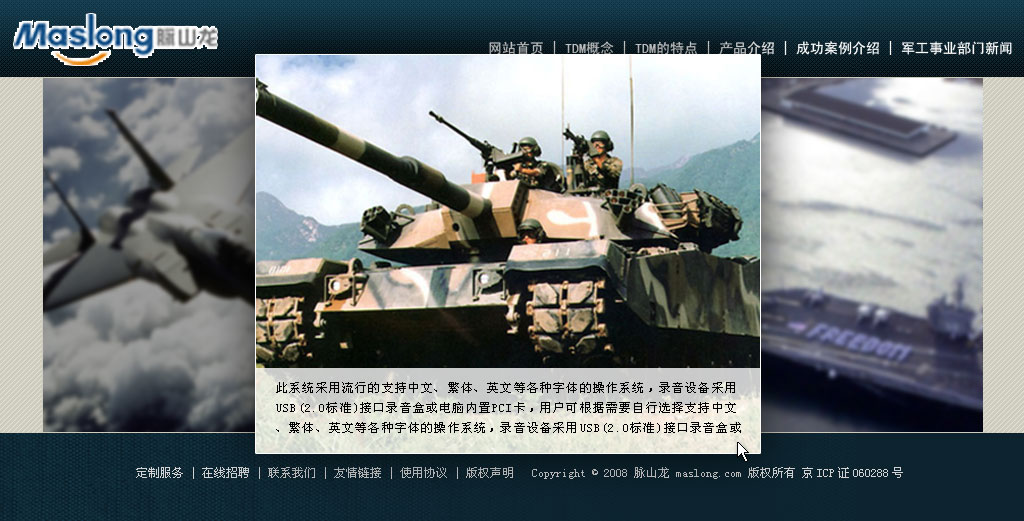 Maslong脉山龙
网站首页 | TDM概念 | TDM的特点 | 产品介绍 | 成功案例介绍 | 军工事业部门新闻
FREEDOM
此系统采用流行的支持中文、繁体、英文等各种字体的操作系统，录音设备采用
USB(2.0标准)接口录音盒或电脑内置PCI卡，用户可根据需要自行选择支持中文
、繁体、英文等各种字体的操作系统，录音设备采用USB(2.0标准)接口录音盒或
定制服务 | 在线招聘 | 联系我们 | 友情链接 | 使用协议 | 版权声明 Copyright © 2008 脉山龙 maslong.com 版权所有 京ICP证060288号